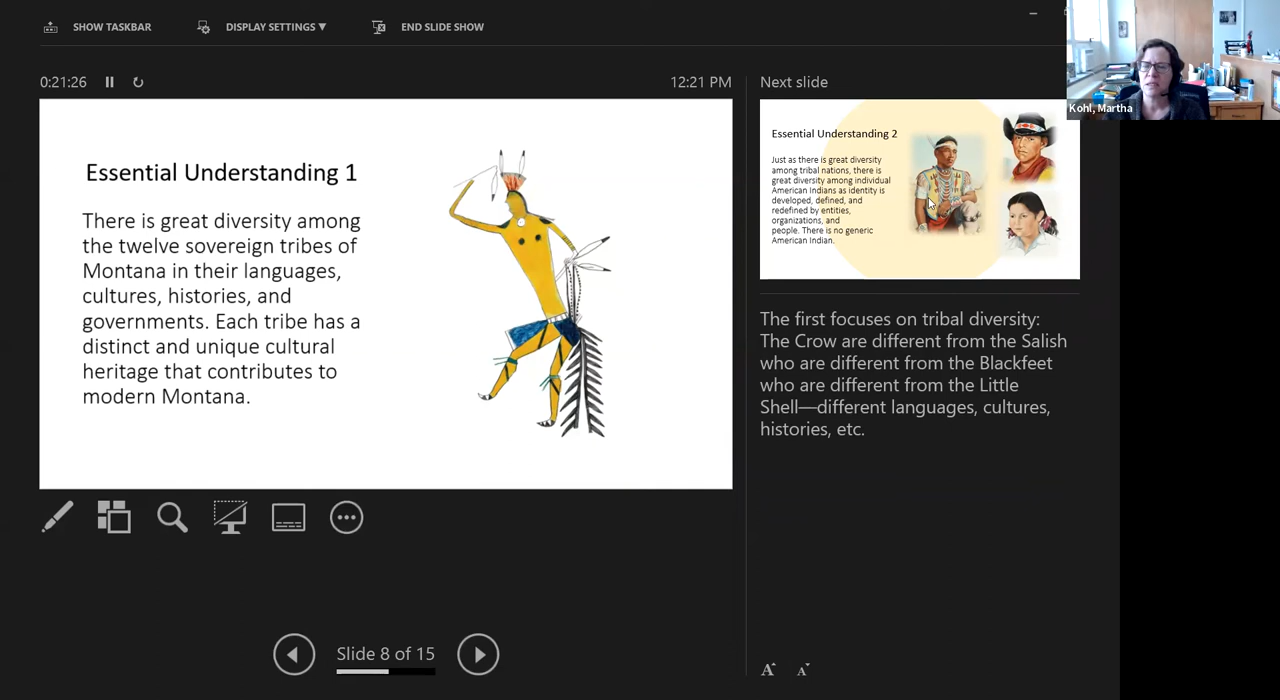 SHOW TASKBAR
DISPLAY SETTINGS ▼
END SLIDE SHOW
0:21:26
12:21 PM
Next slide
Kohl, Martha
Essential Understanding 1
There is great diversity among
the twelve sovereign tribes of
Montana in their languages,
cultures, histories, and
governments. Each tribe has a
distinct and unique cultural
heritage that contributes to
modern Montana.
Essential Understanding 2
Just as there is great diversity
among tribal nations, there is
great diversity among individual
American Indians as identity is
developed, defined, and
redefined by entities,
organizations, and
people. There is no generic
American Indian.
The first focuses on tribal diversity:
The Crow are different from the Salish
who are different from the Blackfeet
who are different from the Little
Shell—different languages, cultures,
histories, etc.
Slide 8 of 15
A A